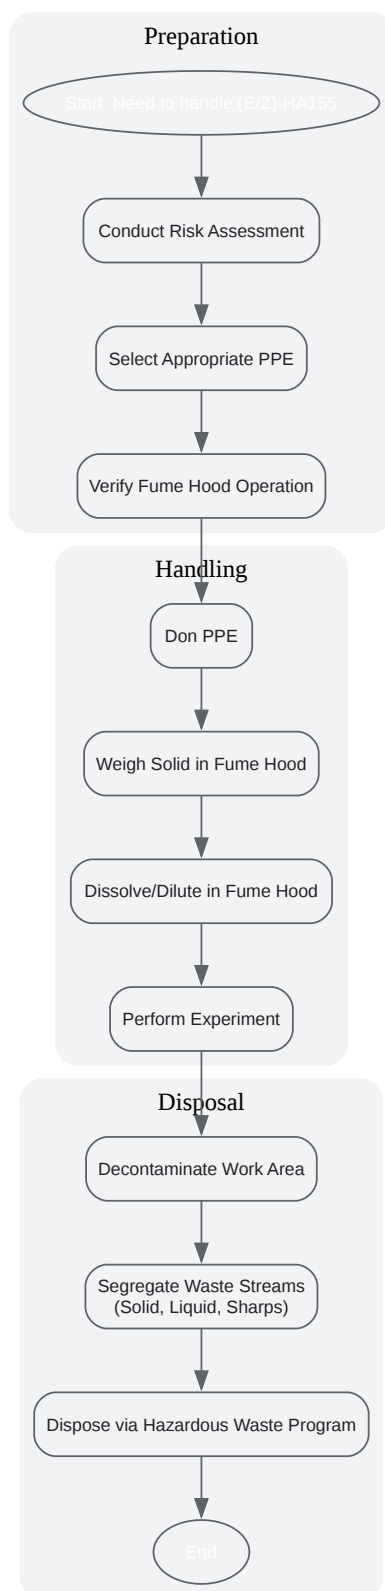 Preparation
Start: Need to handle (E/Z)-HA155
Conduct Risk Assessment
Select Appropriate PPE
Verify Fume Hood Operation
Handling
Don PPE
Weigh Solid in Fume Hood
Dissolve/Dilute in Fume Hood
Perform Experiment
Disposal
Decontaminate Work Area
Segregate Waste Streams
(Solid, Liquid, Sharps)
Dispose via Hazardous Waste Program
End